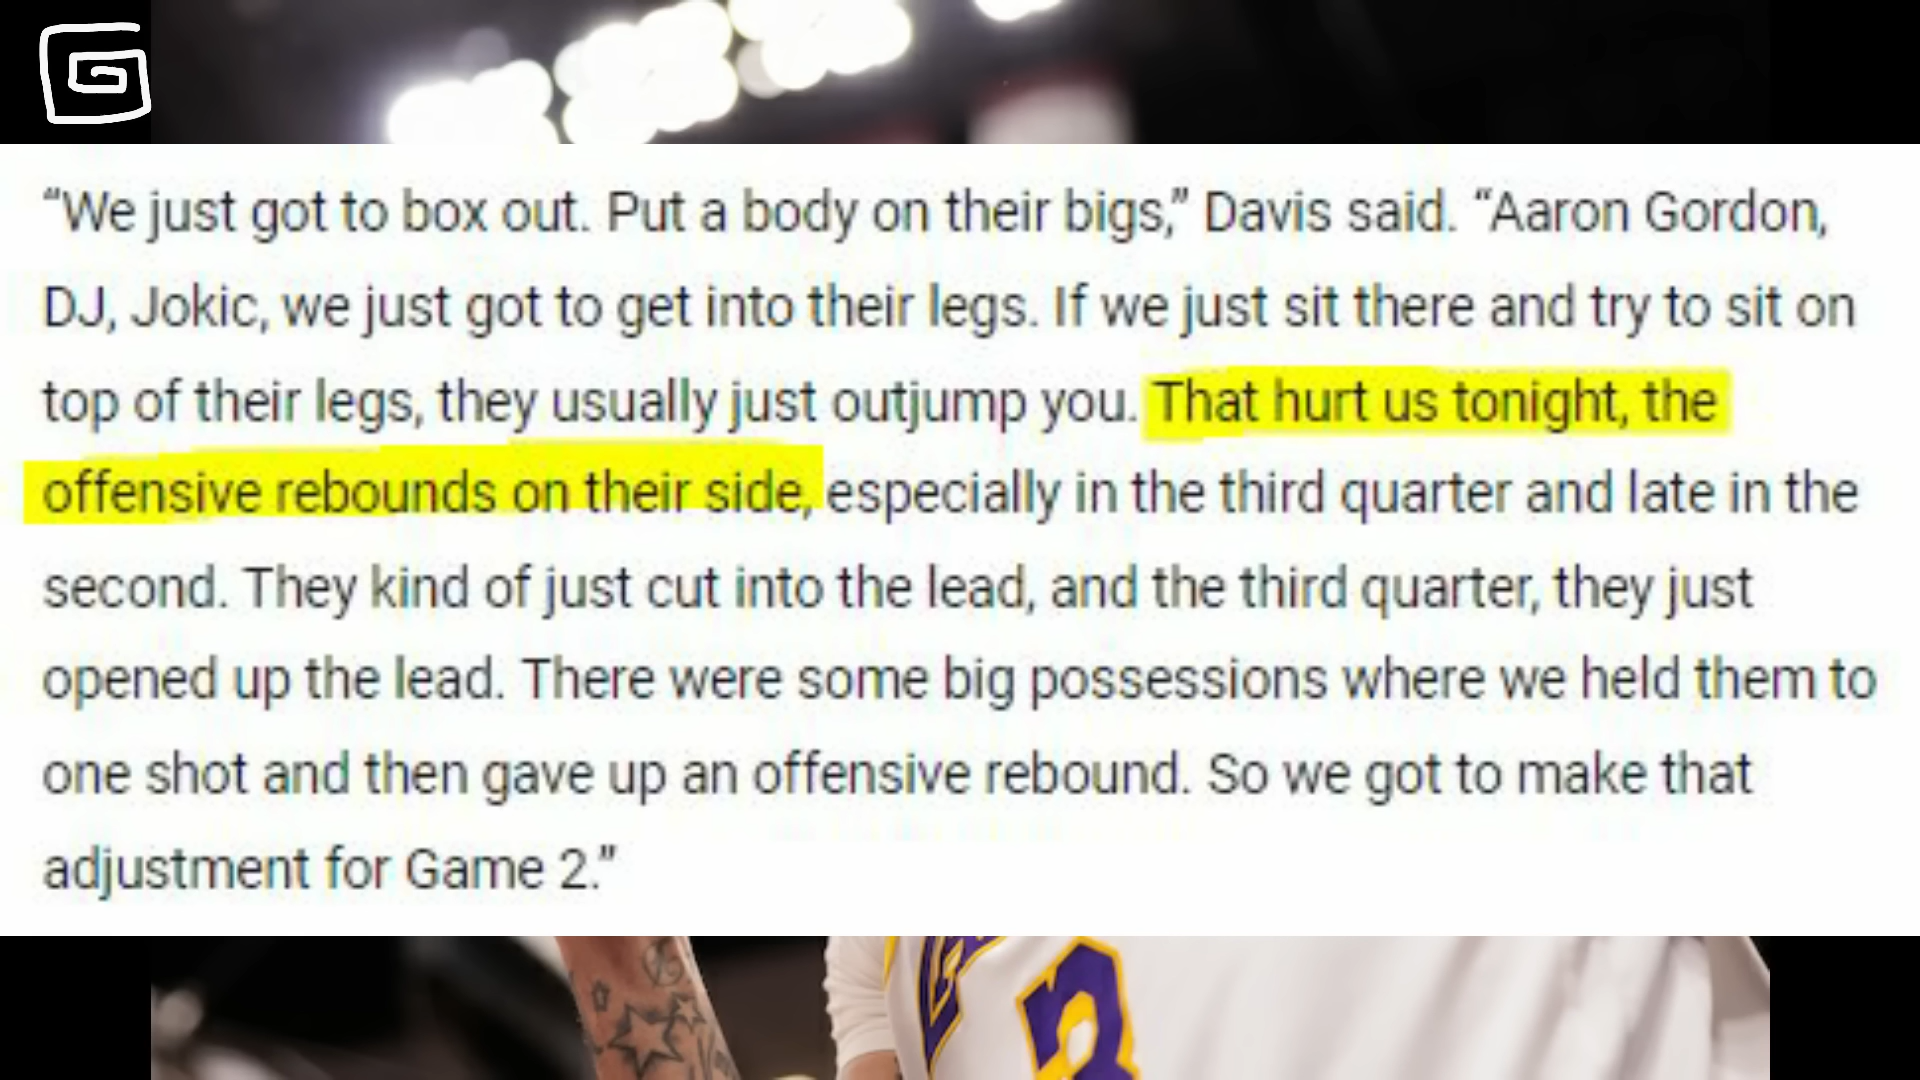 G
“We just got to box out. Put a body on their bigs,” Davis said. “Aaron Gordon,
DJ, Jokic, we just got to get into their legs. If we just sit there and try to sit on
top of their legs, they usually just outjump you. That hurt us tonight, the
offensive rebounds on their side, especially in the third quarter and late in the
second. They kind of just cut into the lead, and the third quarter, they just
opened up the lead. There were some big possessions where we held them to
one shot and then gave up an offensive rebound. So we got to make that
adjustment for Game 2.”